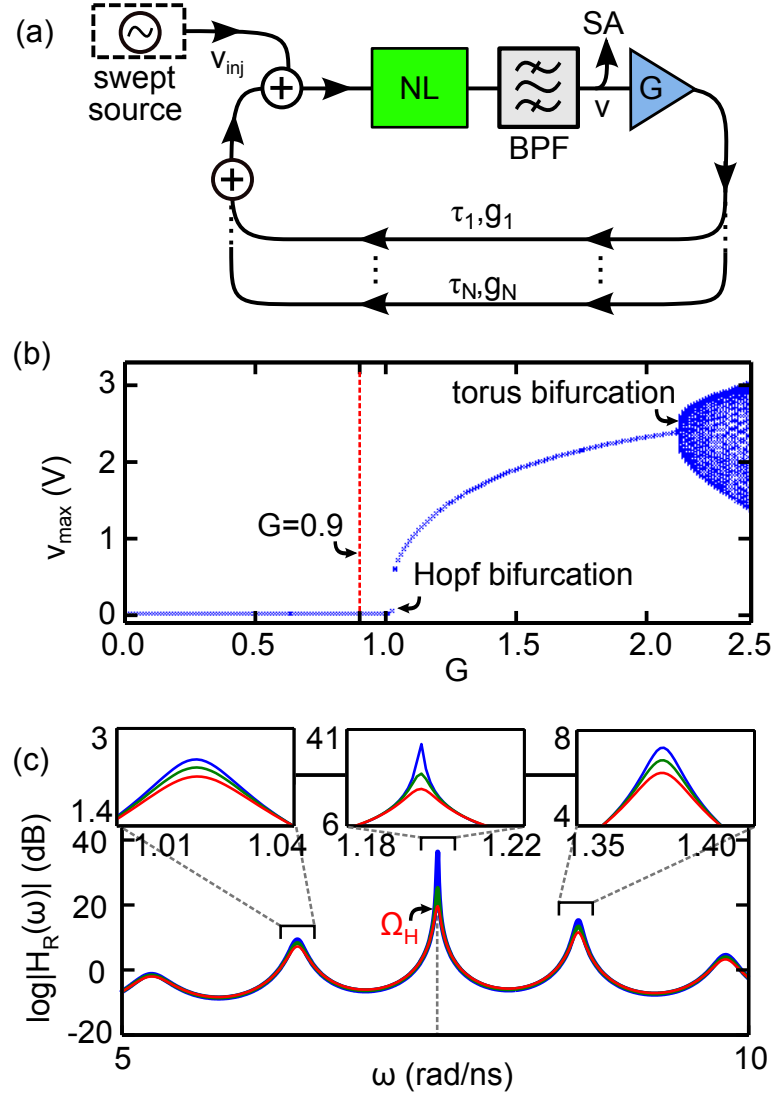 (a)
swept
source
v_inj
NL
BPF
SA
v
G
τ_1,g_1
τ_N,g_N
(b)
v_max (V)
3
2
1
0
G=0.9
torus bifurcation
Hopf bifurcation
0.0 0.5 1.0 1.5 2.0 2.5
G
(c)
3
1.4
1.01 1.04
41
6
1.18 1.22
8
4
1.35 1.40
log|H_R(ω)| (dB)
40
20
0
-20
Ω_H
5 10
ω (rad/ns)